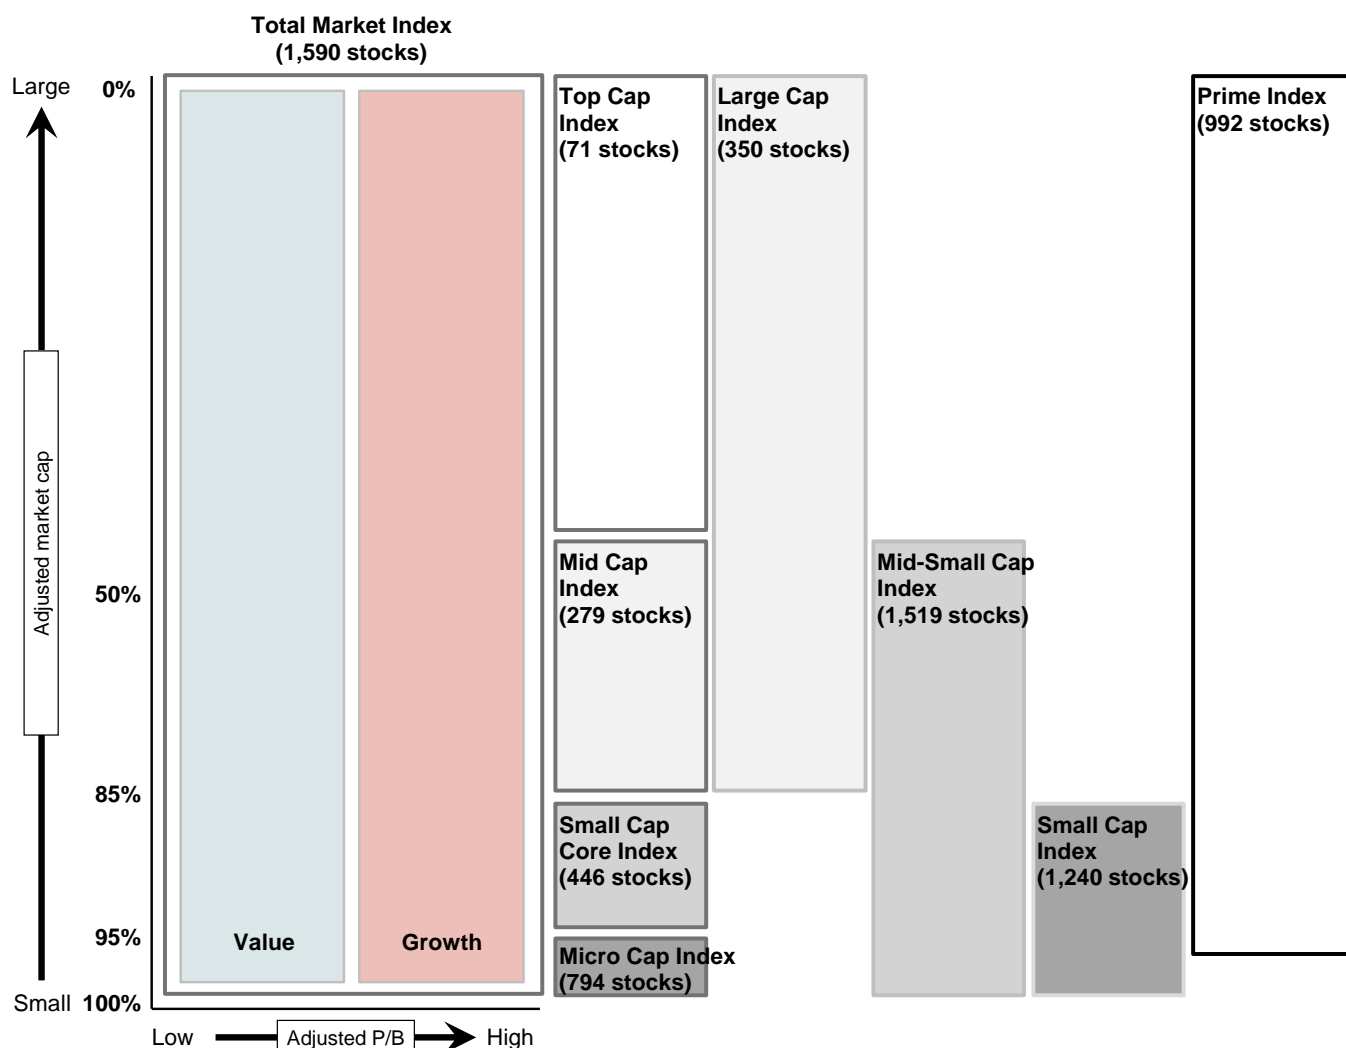 Total Market Index
(1,590 stocks)
Large
0%
Top Cap
Index
(71 stocks)
Large Cap
Index
(350 stocks)
Prime Index
(992 stocks)
Adjusted market cap
50%
Mid Cap
Index
(279 stocks)
Mid-Small Cap
Index
(1,519 stocks)
85%
Small Cap
Core Index
(446 stocks)
Small Cap
Index
(1,240 stocks)
95%
Value
Growth
Micro Cap Index
(794 stocks)
Small
100%
Low
Adjusted P/B
High